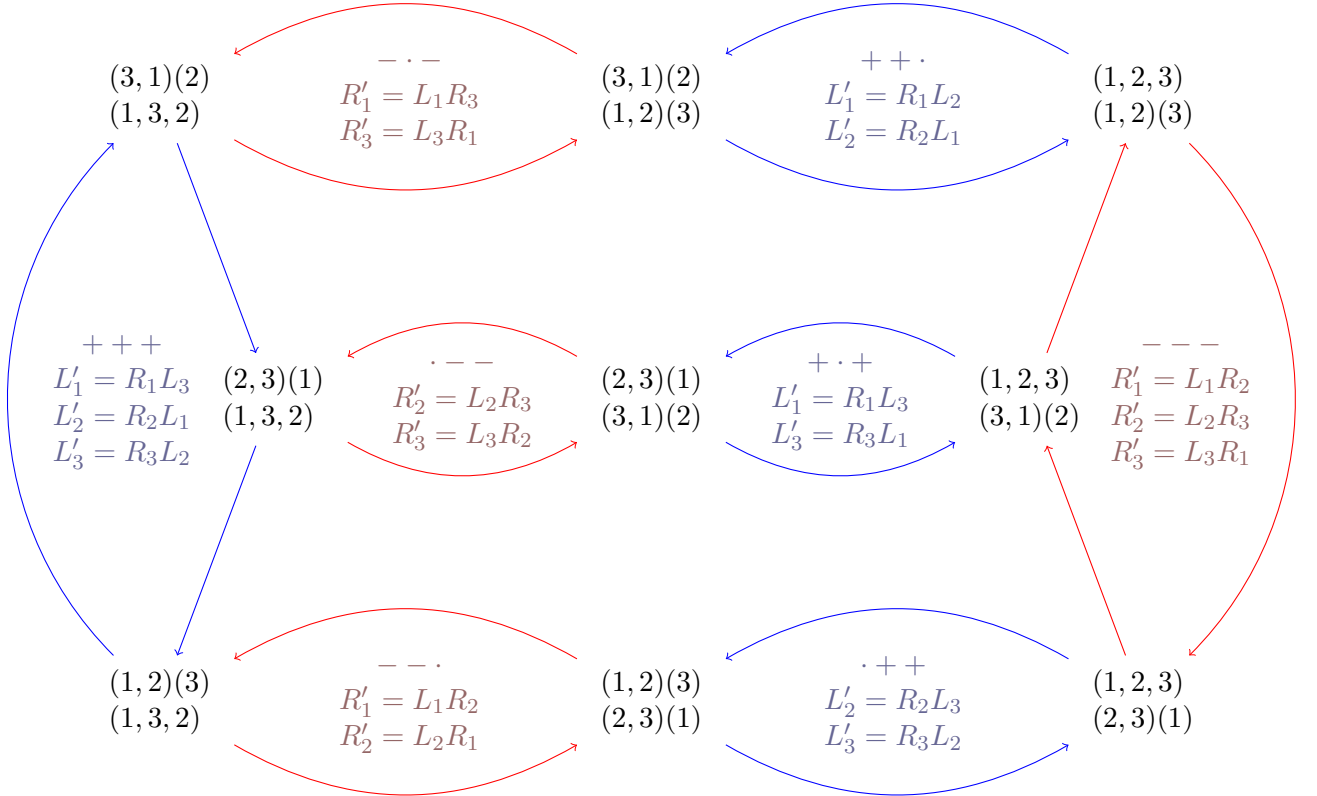 (3, 1)(2)
(1, 3, 2)
− · −
R′₁ = L₁R₃
R′₃ = L₃R₁
(3, 1)(2)
(1, 2)(3)
+ + ·
L′₁ = R₁L₂
L′₂ = R₂L₁
(1, 2, 3)
(1, 2)(3)
+ + +
L′₁ = R₁L₃
L′₂ = R₂L₁
L′₃ = R₃L₂
(2, 3)(1)
(1, 3, 2)
· − −
R′₂ = L₂R₃
R′₃ = L₃R₂
(2, 3)(1)
(3, 1)(2)
+ · +
L′₁ = R₁L₃
L′₃ = R₃L₁
(1, 2, 3)
(3, 1)(2)
− − −
R′₁ = L₁R₂
R′₂ = L₂R₃
R′₃ = L₃R₁
(1, 2)(3)
(1, 3, 2)
− − ·
R′₁ = L₁R₂
R′₂ = L₂R₁
(1, 2)(3)
(2, 3)(1)
· + +
L′₂ = R₂L₃
L′₃ = R₃L₂
(1, 2, 3)
(2, 3)(1)